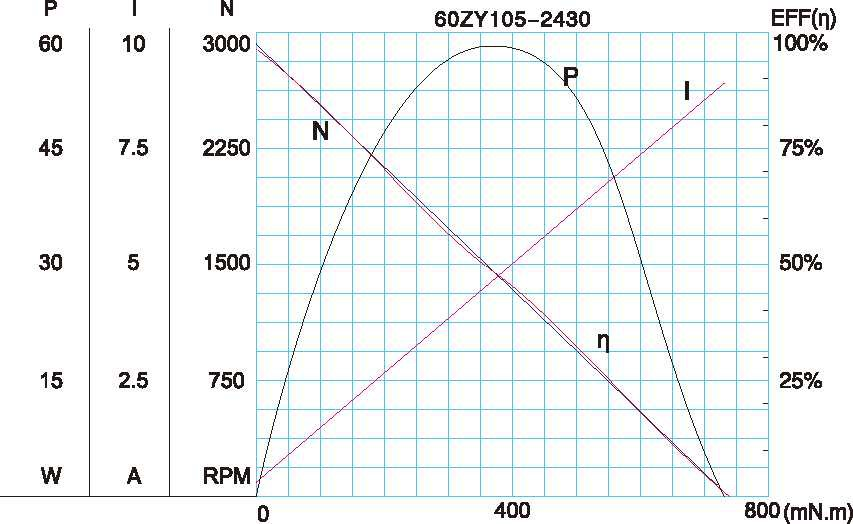 P I N 60ZY105-2430 EFF(η)
60 10 3000 100%
P
I
N
45 7.5 2250 75%
30 5 1500 50%
η
15 2.5 750 25%
W A RPM
0 400 800 (mN.m)